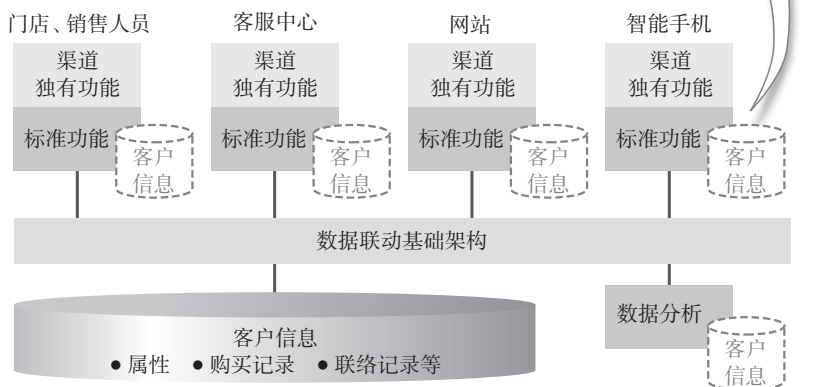 门店、销售人员
客服中心
网站
智能手机
渠道
独有功能
渠道
独有功能
渠道
独有功能
渠道
独有功能
标准功能
客户
信息
标准功能
客户
信息
标准功能
客户
信息
标准功能
客户
信息
数据联动基础架构
客户信息
● 属性 ● 购买记录 ● 联络记录等
数据分析
客户
信息